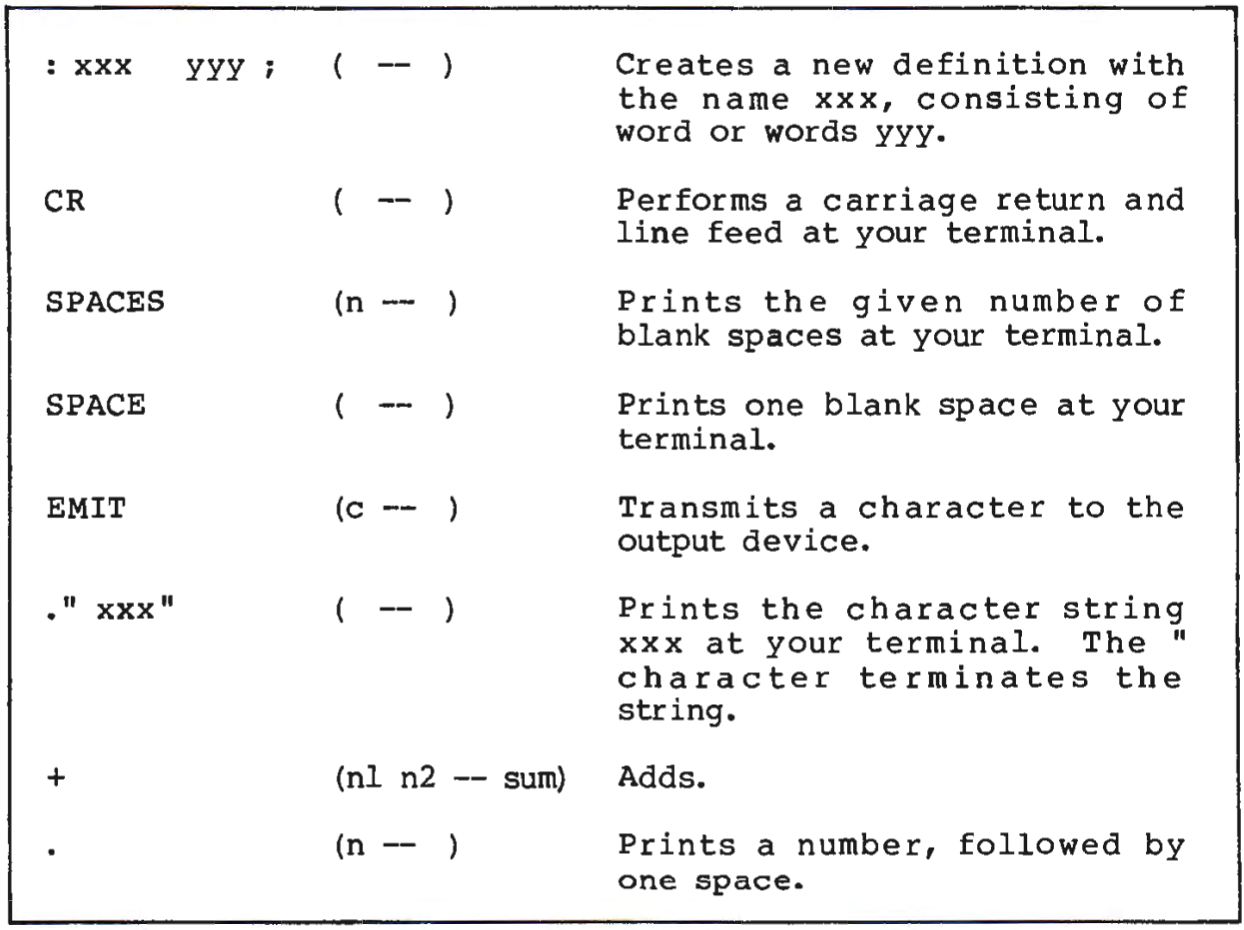 : xxx   yyy ;   (  --  )   Creates a new definition with
the name xxx, consisting of
word or words yyy.
CR   (  --  )   Performs a carriage return and
line feed at your terminal.
SPACES   (n --  )   Prints the given number of
blank spaces at your terminal.
SPACE   (  --  )   Prints one blank space at your
terminal.
EMIT   (c --  )   Transmits a character to the
output device.
." xxx"   (  --  )   Prints the character string
xxx at your terminal.  The "
character terminates the
string.
+   (n1 n2 -- sum)   Adds.
.   (n --  )   Prints a number, followed by
one space.